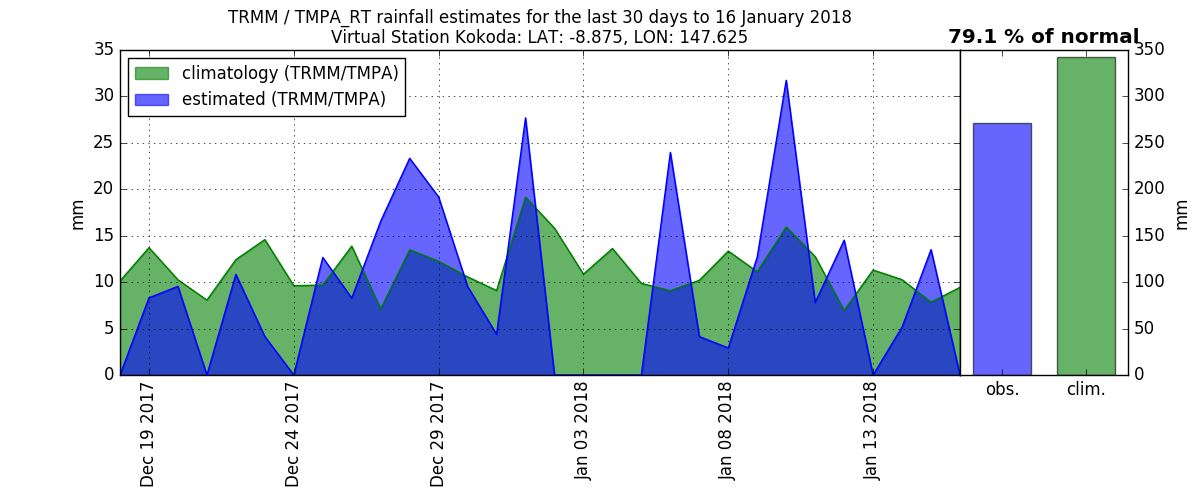 TRMM / TMPA_RT rainfall estimates for the last 30 days to 16 January 2018
Virtual Station Kokoda: LAT: -8.875, LON: 147.625
79.1 % of normal
climatology (TRMM/TMPA)
estimated (TRMM/TMPA)
35
30
25
20
15
10
5
0
mm
Dec 19 2017
Dec 24 2017
Dec 29 2017
Jan 03 2018
Jan 08 2018
Jan 13 2018
obs.
clim.
350
300
250
200
150
100
50
0
mm